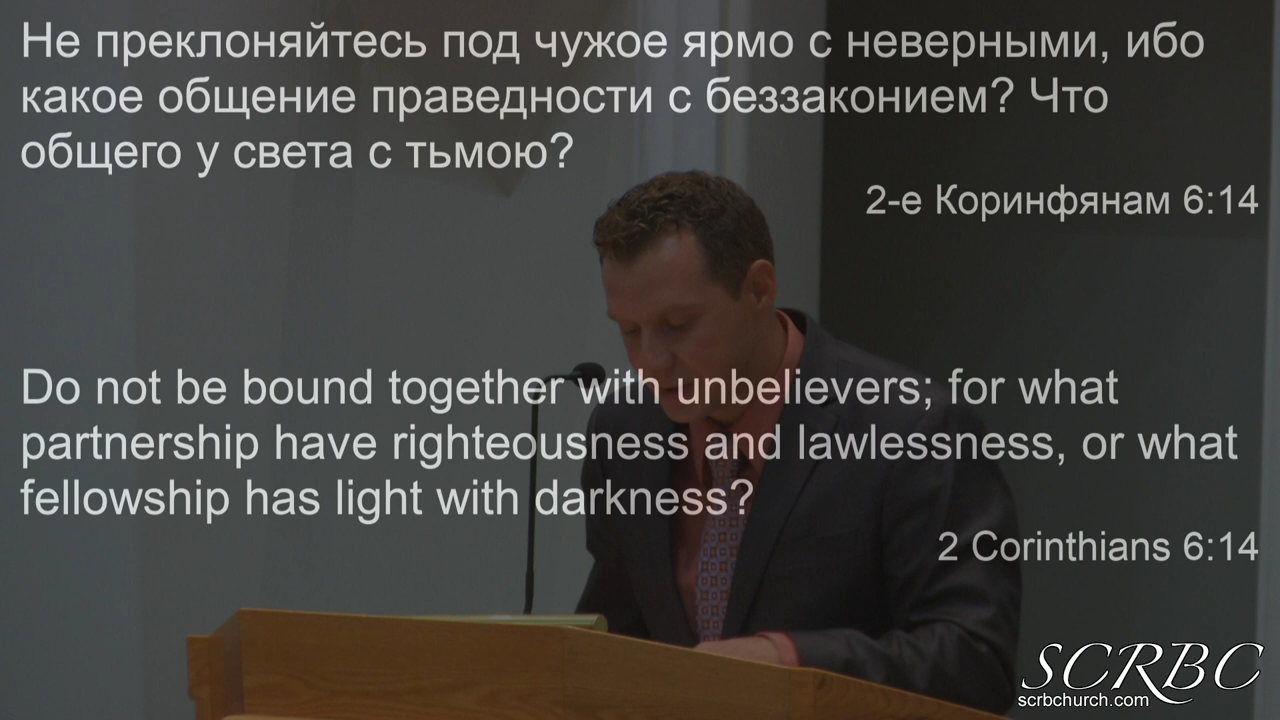 Не преклоняйтесь под чужое ярмо с неверными, ибо
какое общение праведности с беззаконием? Что
общего у света с тьмою?
2-е Коринфянам 6:14
Do not be bound together with unbelievers; for what
partnership have righteousness and lawlessness, or what
fellowship has light with darkness?
2 Corinthians 6:14
SCRBC
scrbchurch.com